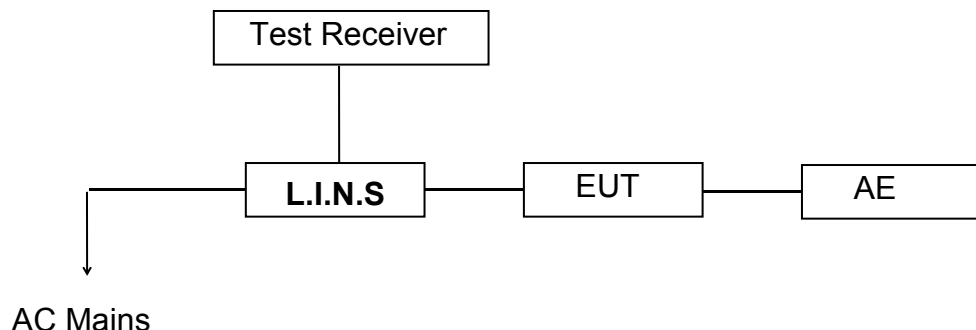 Test Receiver
L.I.N.S
EUT
AE
AC Mains